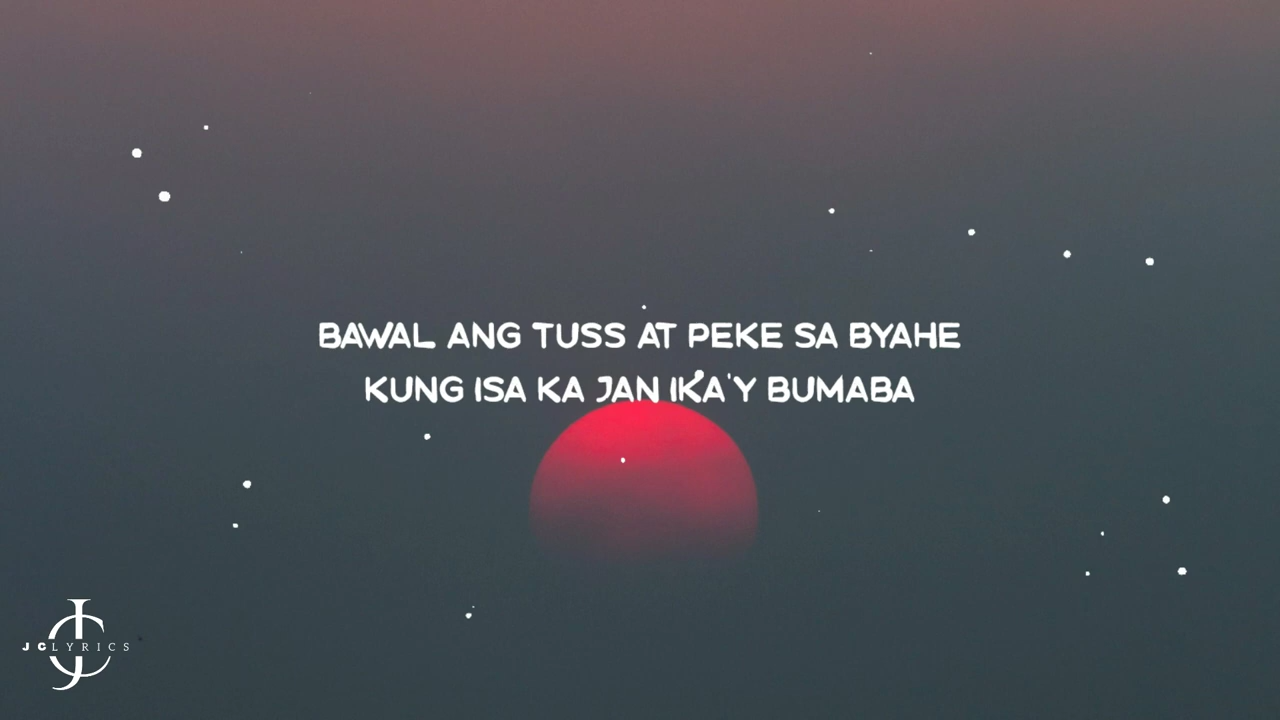 BAWAL ANG TUSS AT PEKE SA BYAHE
KUNG ISA KA JAN IKA'Y BUMABA
JCLYRICS